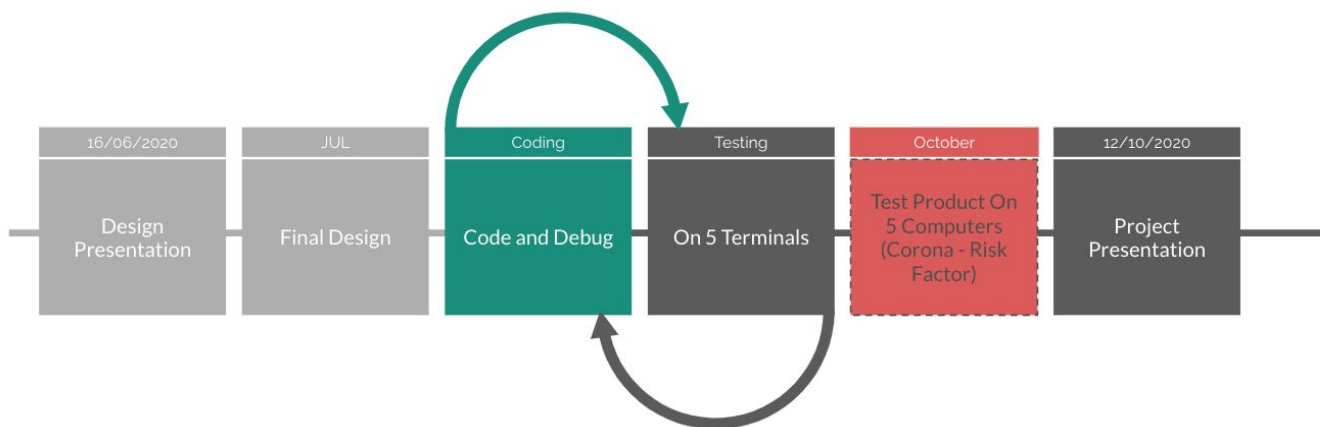 16/06/2020
Design
Presentation
JUL
Final Design
Coding
Code and Debug
Testing
On 5 Terminals
October
Test Product On
5 Computers
(Corona - Risk
Factor)
12/10/2020
Project
Presentation